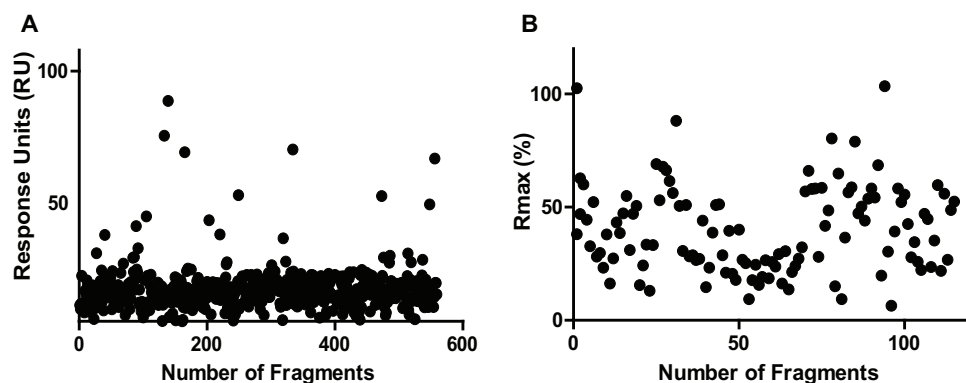 A
Response Units (RU)
100
50
0
200
400
600
Number of Fragments
B
Rmax (%)
100
50
0
0
50
100
Number of Fragments